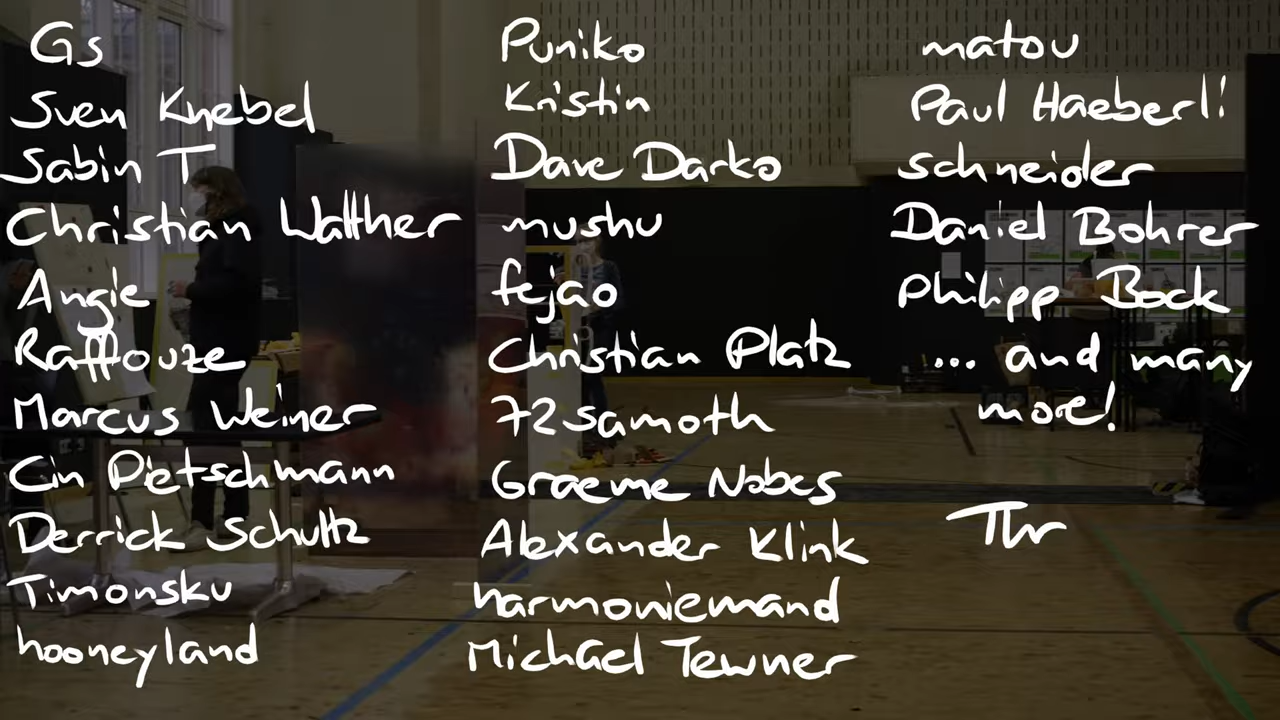 Gs
Sven Knebel
Sabin T
Christian Walther
Angie
Raffouze
Marcus Weiner
Cin Pietschmann
Derrick Schultz
Timonsku
hooneyland
Puniko
Kristin
Dave Darko
mushu
fejao
Christian Platz
72samoth
Graeme Nobes
Alexander Klink
harmoniemand
Michael Tewner
matou
Paul Haeberli
schneider
Daniel Bohrer
Philipp Bock
... and many
more!